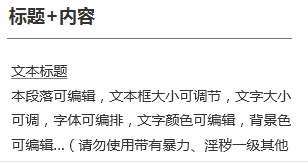 标题+内容
文本标题
本段落可编辑，文本框大小可调节，文字大小
可调，字体可编排，文字颜色可编辑，背景色
可编辑...（请勿使用带有暴力、淫秽一级其他